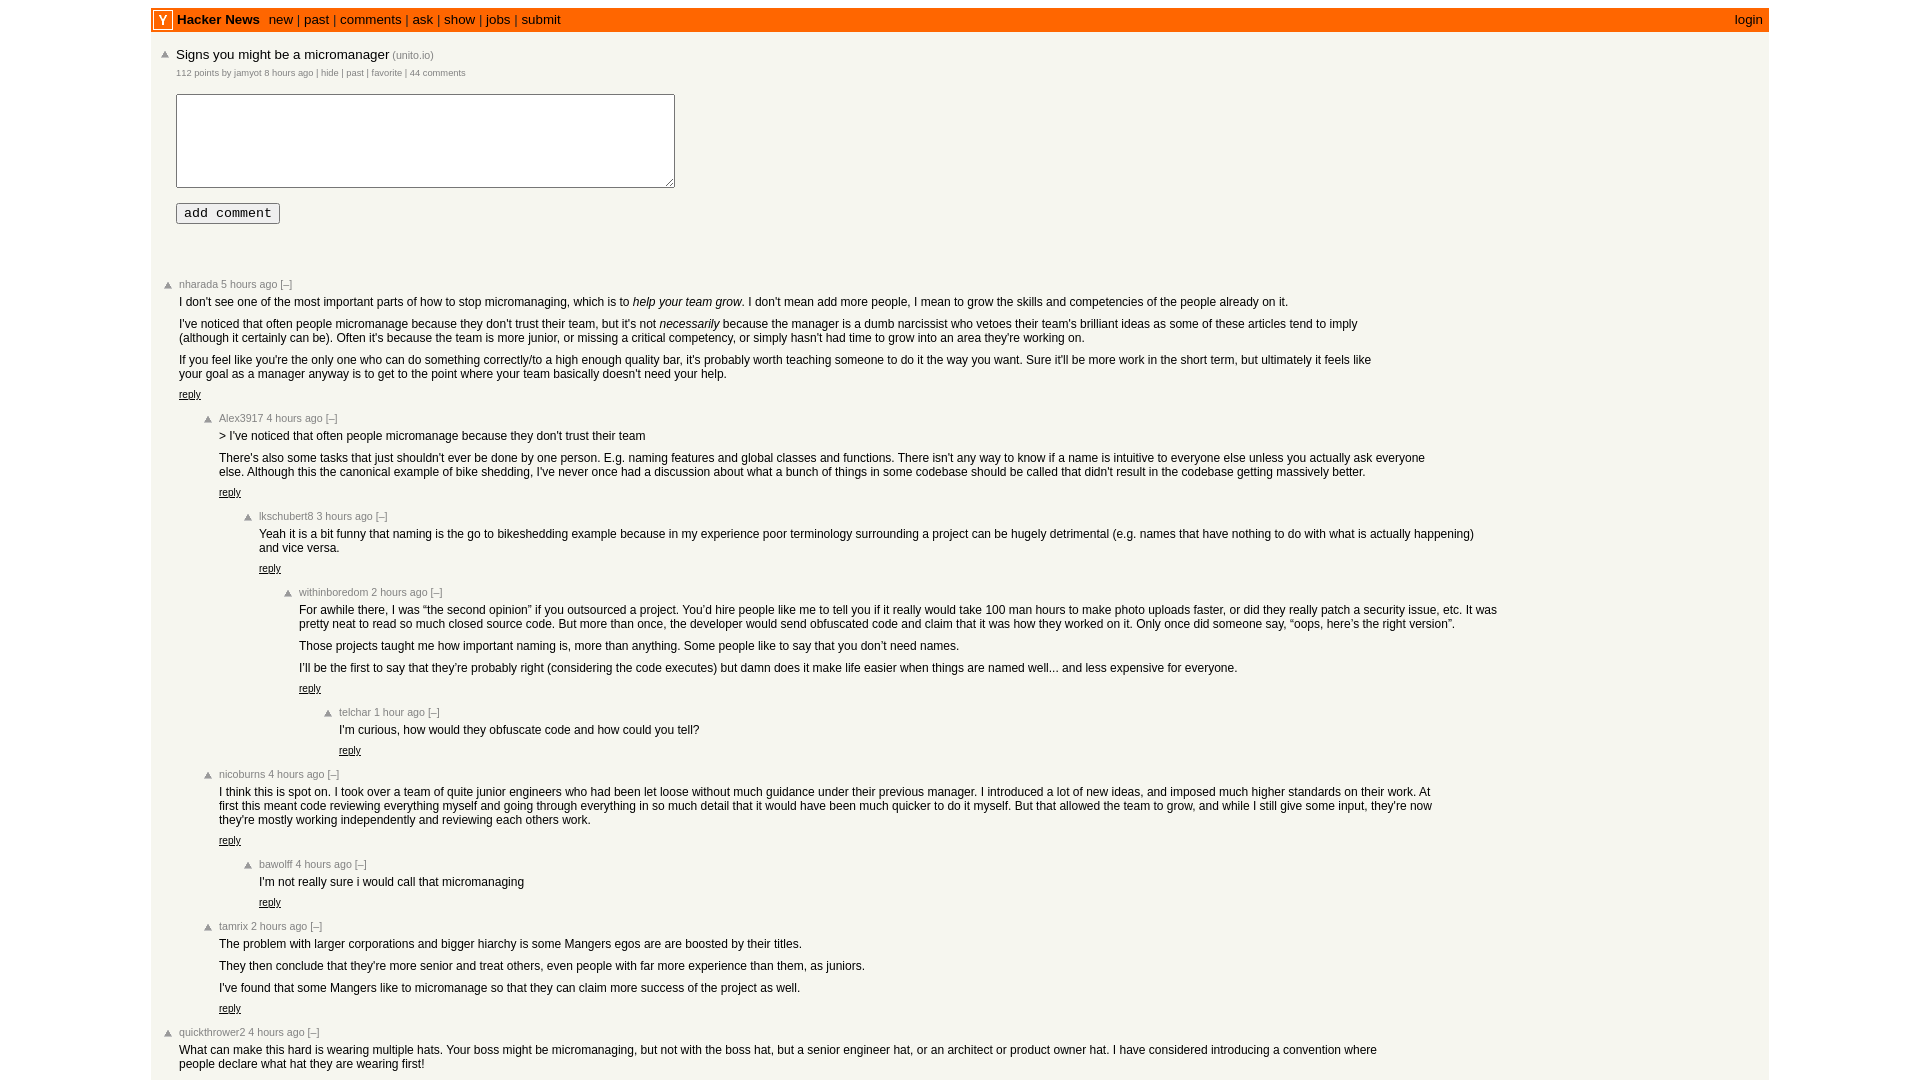 Y Hacker News new | past | comments | ask | show | jobs | submit login
Signs you might be a micromanager (unito.io)
112 points by jamyot 8 hours ago | hide | past | favorite | 44 comments
add comment
nharada 5 hours ago [–]
I don't see one of the most important parts of how to stop micromanaging, which is to help your team grow. I don't mean add more people, I mean to grow the skills and competencies of the people already on it.
I've noticed that often people micromanage because they don't trust their team, but it's not necessarily because the manager is a dumb narcissist who vetoes their team's brilliant ideas as some of these articles tend to imply
(although it certainly can be). Often it's because the team is more junior, or missing a critical competency, or simply hasn't had time to grow into an area they're working on.
If you feel like you're the only one who can do something correctly/to a high enough quality bar, it's probably worth teaching someone to do it the way you want. Sure it'll be more work in the short term, but ultimately it feels like
your goal as a manager anyway is to get to the point where your team basically doesn't need your help.
reply
Alex3917 4 hours ago [–]
> I've noticed that often people micromanage because they don't trust their team
There's also some tasks that just shouldn't ever be done by one person. E.g. naming features and global classes and functions. There isn't any way to know if a name is intuitive to everyone else unless you actually ask everyone
else. Although this the canonical example of bike shedding, I've never once had a discussion about what a bunch of things in some codebase should be called that didn't result in the codebase getting massively better.
reply
lkschubert8 3 hours ago [–]
Yeah it is a bit funny that naming is the go to bikeshedding example because in my experience poor terminology surrounding a project can be hugely detrimental (e.g. names that have nothing to do with what is actually happening)
and vice versa.
reply
withinboredom 2 hours ago [–]
For awhile there, I was “the second opinion” if you outsourced a project. You’d hire people like me to tell you if it really would take 100 man hours to make photo uploads faster, or did they really patch a security issue, etc. It was
pretty neat to read so much closed source code. But more than once, the developer would send obfuscated code and claim that it was how they worked on it. Only once did someone say, “oops, here’s the right version”.
Those projects taught me how important naming is, more than anything. Some people like to say that you don’t need names.
I’ll be the first to say that they’re probably right (considering the code executes) but damn does it make life easier when things are named well... and less expensive for everyone.
reply
telchar 1 hour ago [–]
I'm curious, how would they obfuscate code and how could you tell?
reply
nicoburns 4 hours ago [–]
I think this is spot on. I took over a team of quite junior engineers who had been let loose without much guidance under their previous manager. I introduced a lot of new ideas, and imposed much higher standards on their work. At
first this meant code reviewing everything myself and going through everything in so much detail that it would have been much quicker to do it myself. But that allowed the team to grow, and while I still give some input, they're now
they're mostly working independently and reviewing each others work.
reply
bawolff 4 hours ago [–]
I'm not really sure i would call that micromanaging
reply
tamrix 2 hours ago [–]
The problem with larger corporations and bigger hiarchy is some Mangers egos are are boosted by their titles.
They then conclude that they're more senior and treat others, even people with far more experience than them, as juniors.
I've found that some Mangers like to micromanage so that they can claim more success of the project as well.
reply
quickthrower2 4 hours ago [–]
What can make this hard is wearing multiple hats. Your boss might be micromanaging, but not with the boss hat, but a senior engineer hat, or an architect or product owner hat. I have considered introducing a convention where
people declare what hat they are wearing first!